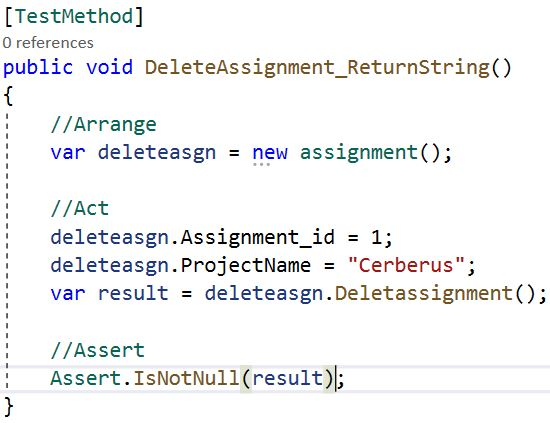 [TestMethod]
0 references
public void DeleteAssignment_ReturnString()
{
//Arrange
var deleteasgn = new assignment();
//Act
deleteasgn.Assignment_id = 1;
deleteasgn.ProjectName = "Cerberus";
var result = deleteasgn.Deletassignment();
//Assert
Assert.IsNotNull(result);
}